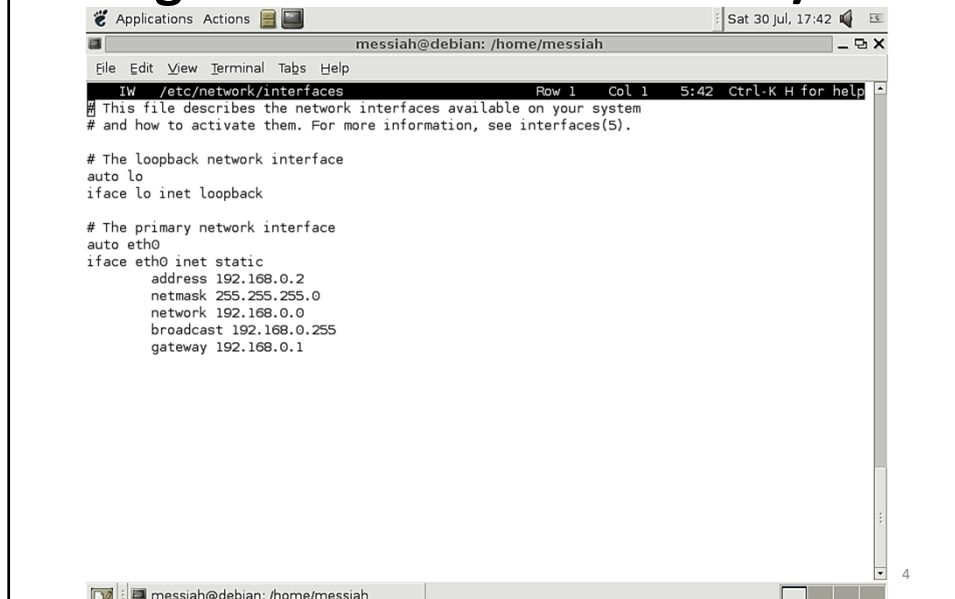 Applications Actions
Sat 30 Jul, 17:42
messiah@debian: /home/messiah
File Edit View Terminal Tabs Help
IW /etc/network/interfaces Row 1 Col 1 5:42 Ctrl-K H for help
# This file describes the network interfaces available on your system
# and how to activate them. For more information, see interfaces(5).
# The loopback network interface
auto lo
iface lo inet loopback
# The primary network interface
auto eth0
iface eth0 inet static
address 192.168.0.2
netmask 255.255.255.0
network 192.168.0.0
broadcast 192.168.0.255
gateway 192.168.0.1
4
messiah@debian: /home/messiah